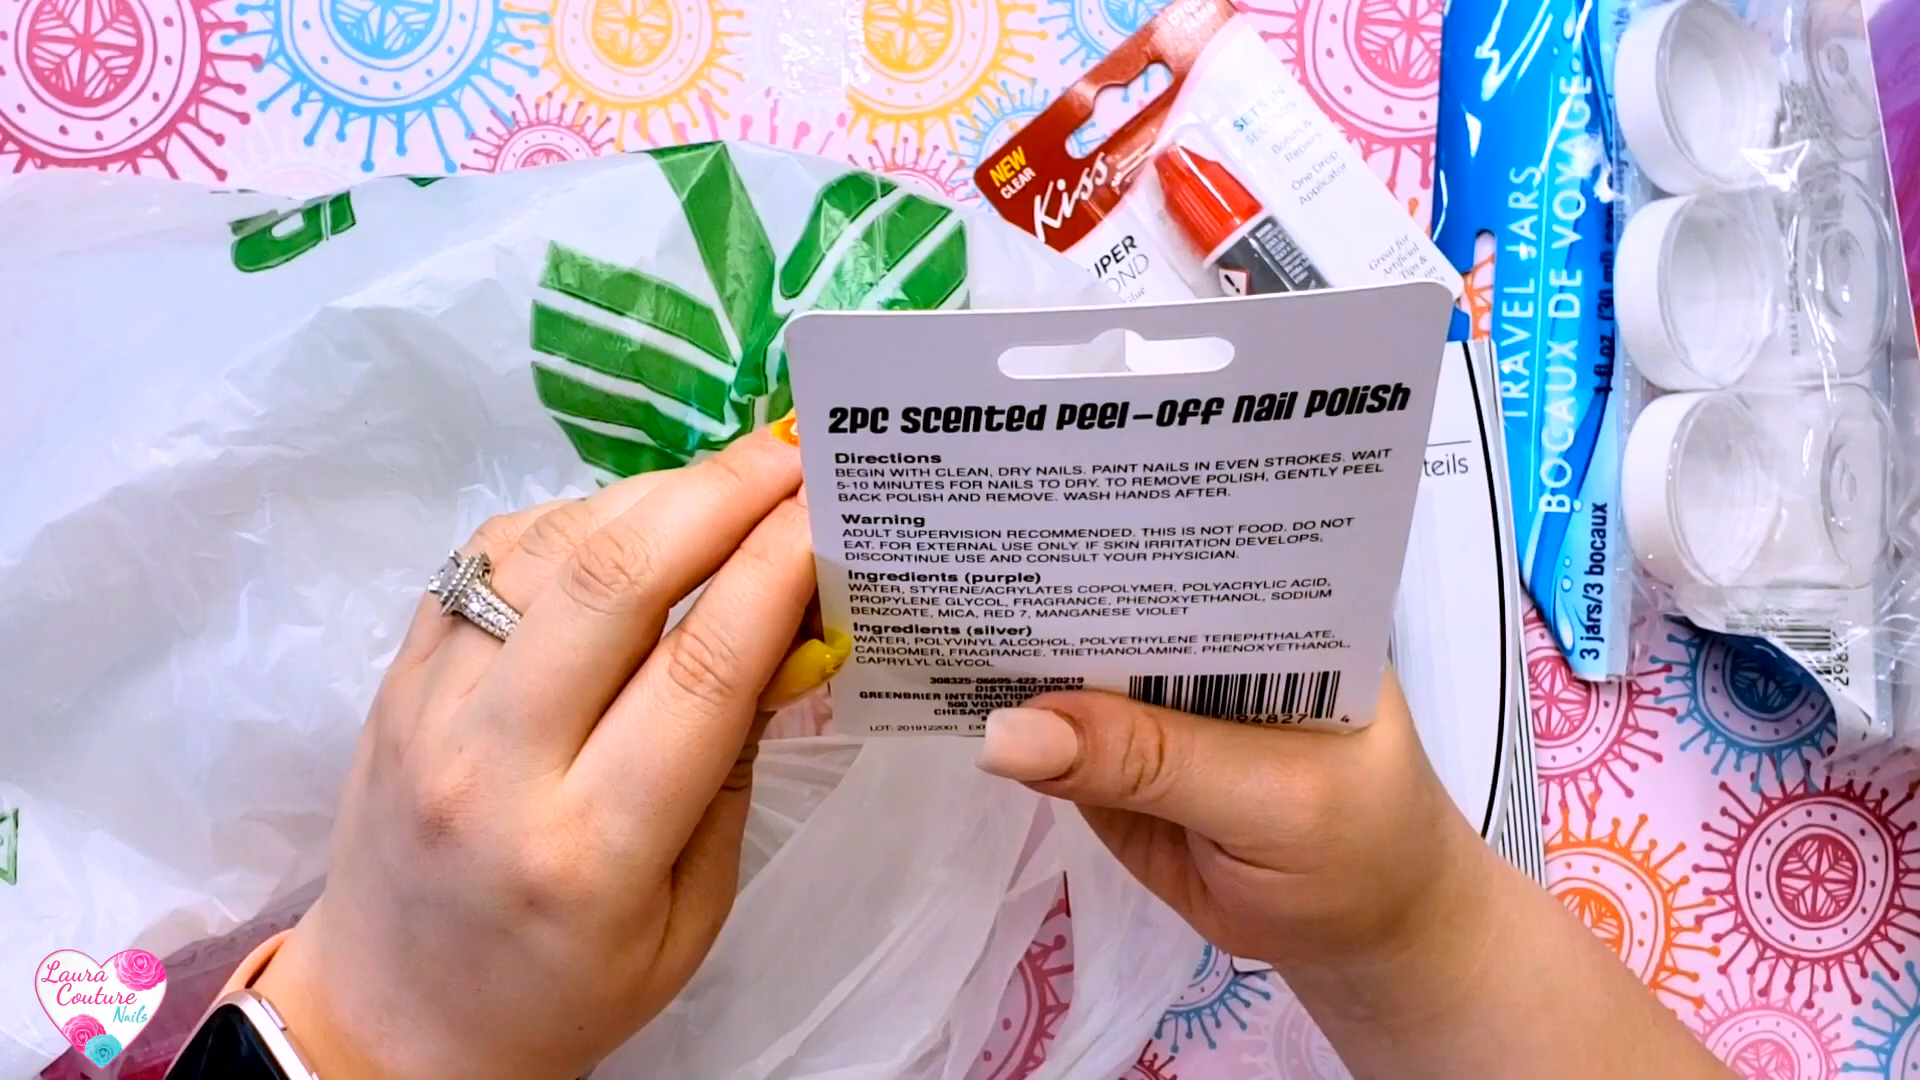 NEW
CLEAR
Kiss
SETS IN
SECONDS
Bonds &
Repairs
One Drop
Applicator
Great for
Artificial
Tips &
TRAVEL JARS
BOCAUX DE VOYAGE
3 jars/3 bocaux
2PC Scented Peel-Off Nail Polish
Directions
BEGIN WITH CLEAN, DRY NAILS. PAINT NAILS IN EVEN STROKES. WAIT
5-10 MINUTES FOR NAILS TO DRY. TO REMOVE POLISH, GENTLY PEEL
BACK POLISH AND REMOVE. WASH HANDS AFTER.
Warning
ADULT SUPERVISION RECOMMENDED. THIS IS NOT FOOD. DO NOT
EAT. FOR EXTERNAL USE ONLY. IF SKIN IRRITATION DEVELOPS,
DISCONTINUE USE AND CONSULT YOUR PHYSICIAN.
Ingredients (purple)
WATER, STYRENE/ACRYLATES COPOLYMER, POLYACRYLIC ACID,
PROPYLENE GLYCOL, FRAGRANCE, PHENOXYETHANOL, SODIUM
BENZOATE, MICA, RED 7, MANGANESE VIOLET
Ingredients (silver)
WATER, POLYVINYL ALCOHOL, POLYETHYLENE TEREPHTHALATE,
CARBOMER, FRAGRANCE, TRIETHANOLAMINE, PHENOXYETHANOL,
CAPRYLYL GLYCOL
308325-06695-422-120219
DISTRIBUTED BY
GREENBRIER
500 VOLVO
LOT: 2019122001
94827 4
Laura
Couture
Nails